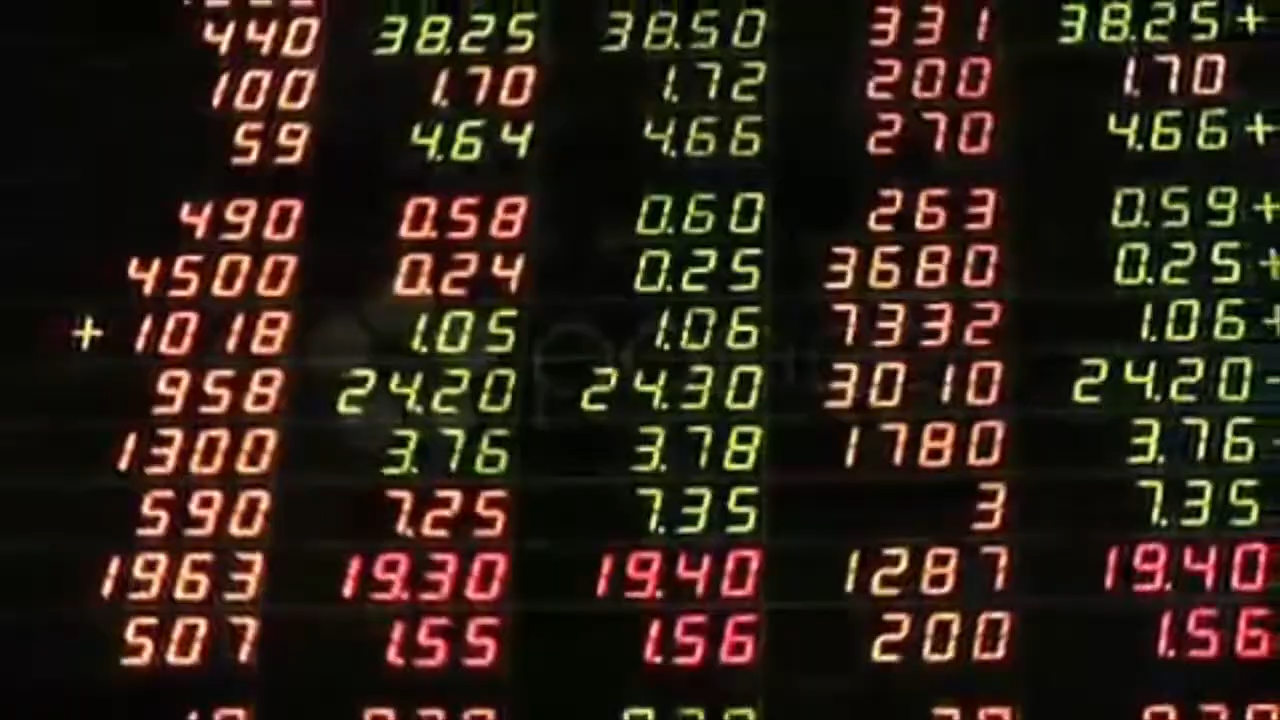 440 38.25 38.50 331 38.25+
100 1.70 1.72 200 1.70
59 4.64 4.66 270 4.66+
490 0.58 0.60 263 0.59+
4500 0.24 0.25 3680 0.25+
+1018 1.05 1.06 7332 1.06+
958 24.20 24.30 3010 24.20-
1300 3.76 3.78 1780 3.76
590 7.25 7.35 3 7.35
1963 19.30 19.40 1287 19.40
507 1.55 1.56 200 1.56